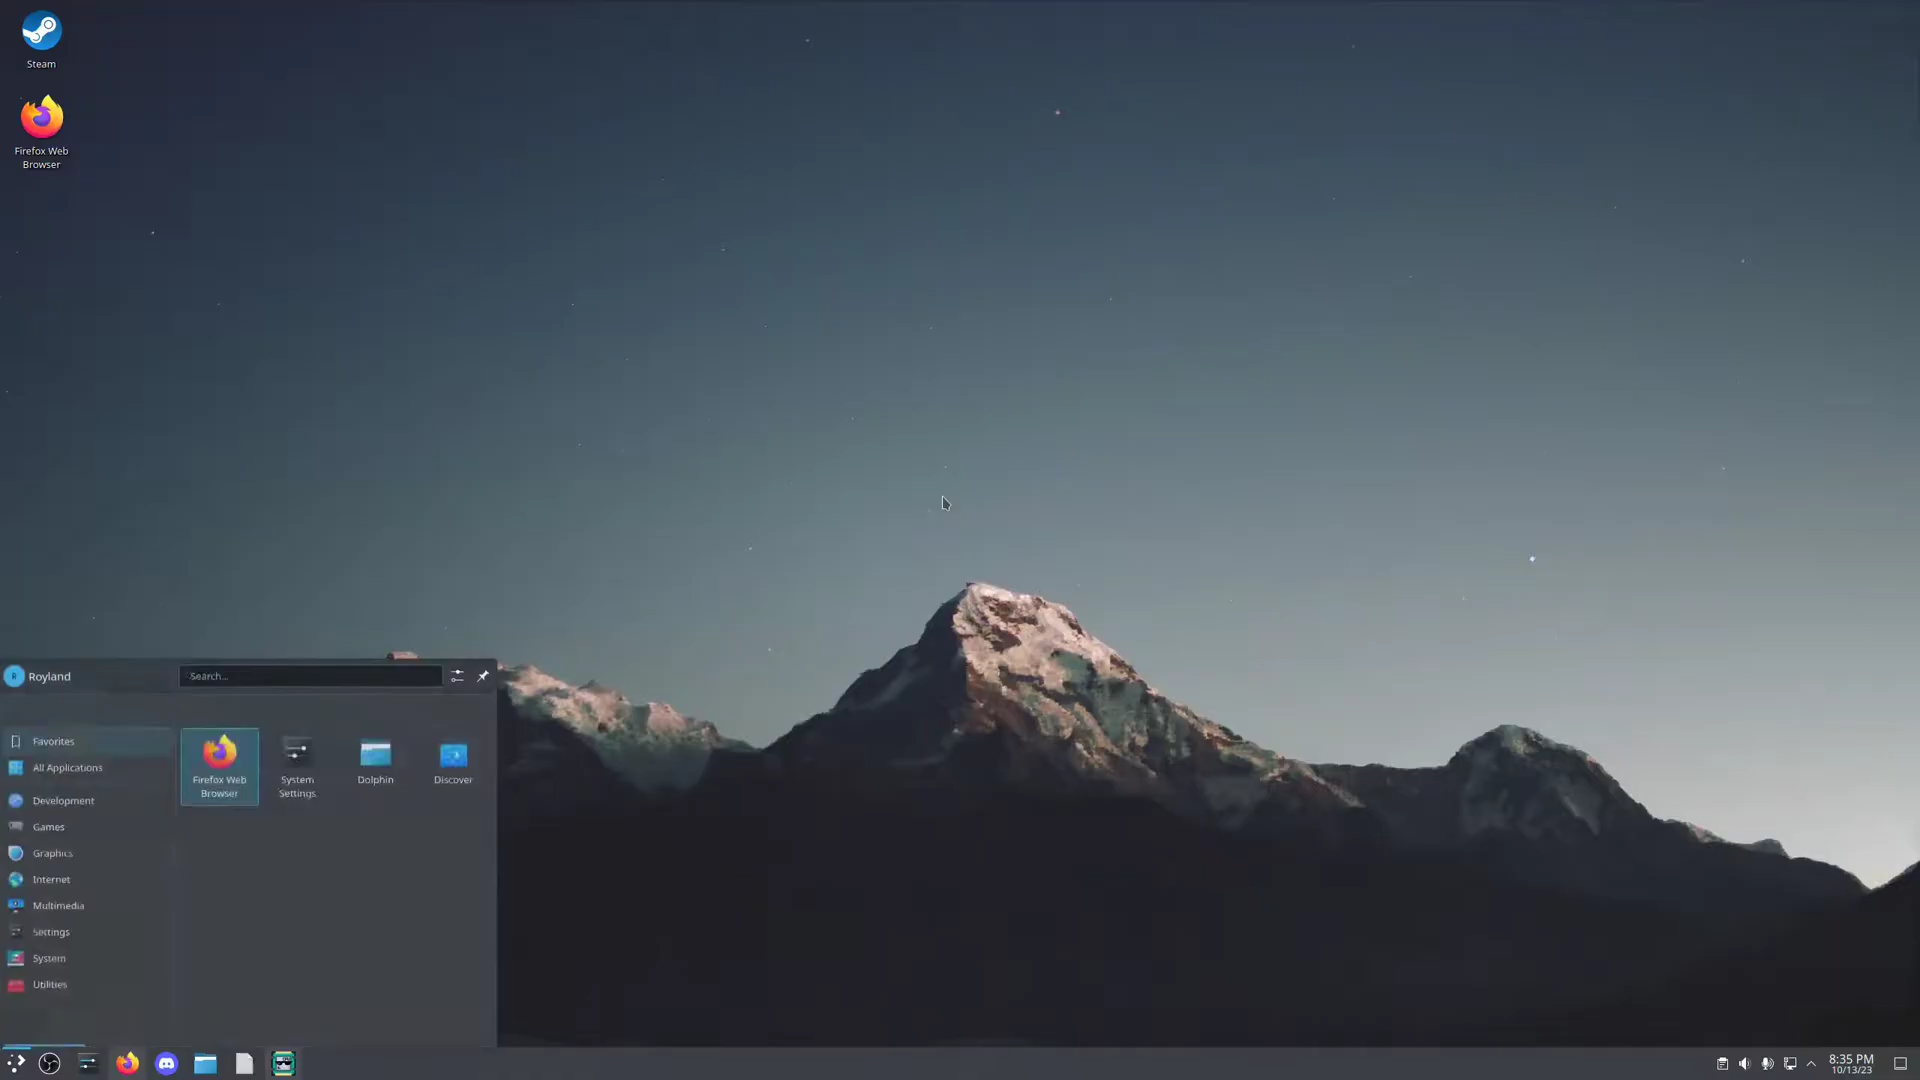 Steam
Firefox Web
Browser
Royland
Search...
Favorites
All Applications
Development
Games
Graphics
Internet
Multimedia
Settings
System
Utilities
Firefox Web
Browser
System
Settings
Dolphin
Discover
8:35 PM
10/13/23